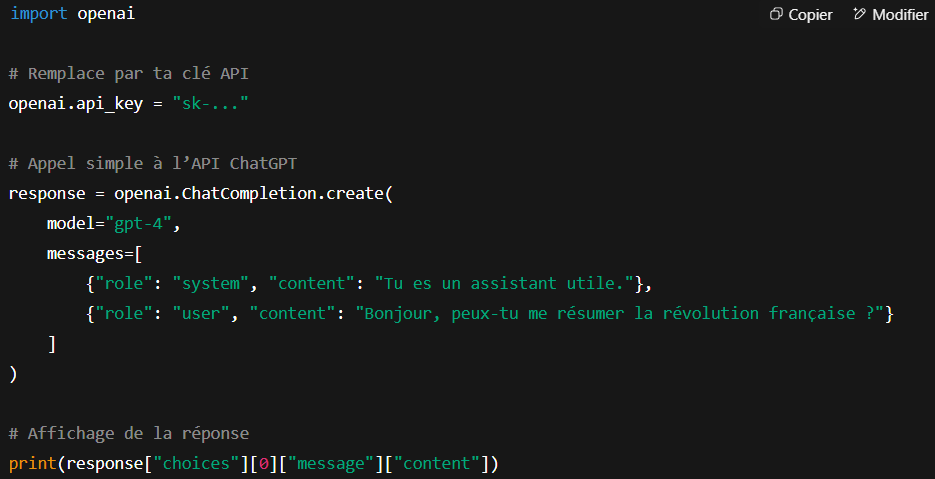 import openai
Copier Modifier
# Remplace par ta clé API
openai.api_key = "sk-..."
# Appel simple à l’API ChatGPT
response = openai.ChatCompletion.create(
    model="gpt-4",
    messages=[
        {"role": "system", "content": "Tu es un assistant utile."},
        {"role": "user", "content": "Bonjour, peux-tu me résumer la révolution française ?"}
    ]
)
# Affichage de la réponse
print(response["choices"][0]["message"]["content"])